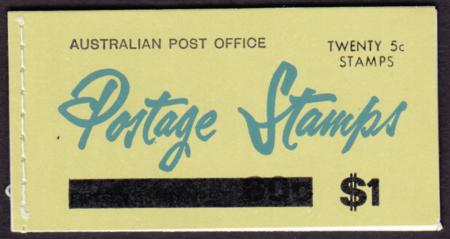 AUSTRALIAN POST OFFICE
TWENTY 5c
STAMPS
Postage Stamps
$1